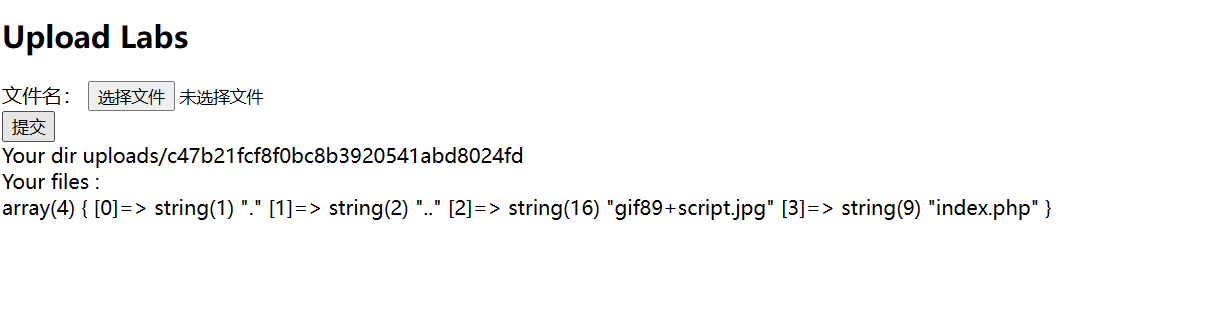 Upload Labs
文件名： 选择文件 未选择文件
提交
Your dir uploads/c47b21fcf8f0bc8b3920541abd8024fd
Your files :
array(4) { [0]=> string(1) "." [1]=> string(2) ".." [2]=> string(16) "gif89+script.jpg" [3]=> string(9) "index.php" }